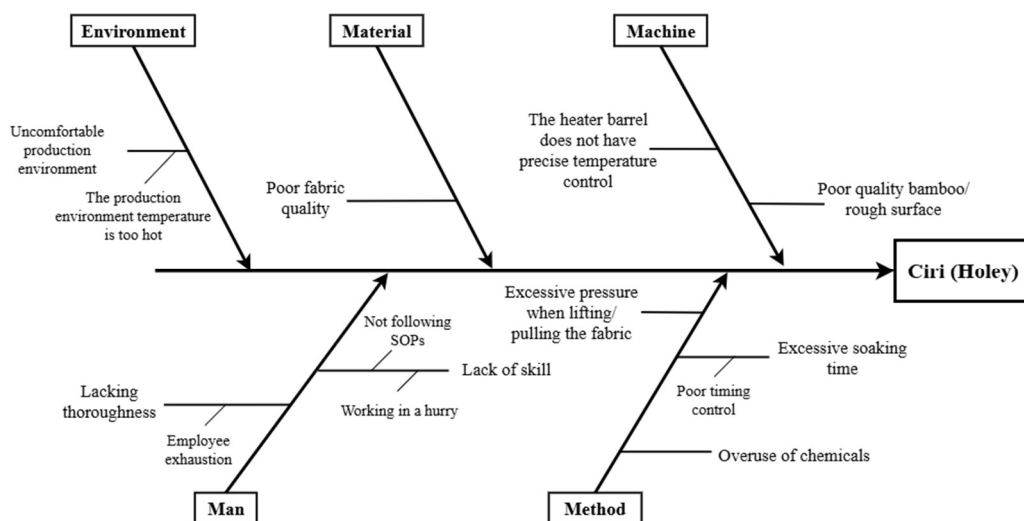 Environment
Material
Machine
Uncomfortable
production
environment
The production
environment temperature
is too hot
Poor fabric
quality
The heater barrel
does not have
precise temperature
control
Poor quality bamboo/
rough surface
Ciri (Holey)
Not following
SOPs
Lack of skill
Working in a hurry
Lacking
thoroughness
Employee
exhaustion
Excessive pressure
when lifting/
pulling the fabric
Excessive soaking
time
Poor timing
control
Overuse of chemicals
Man
Method